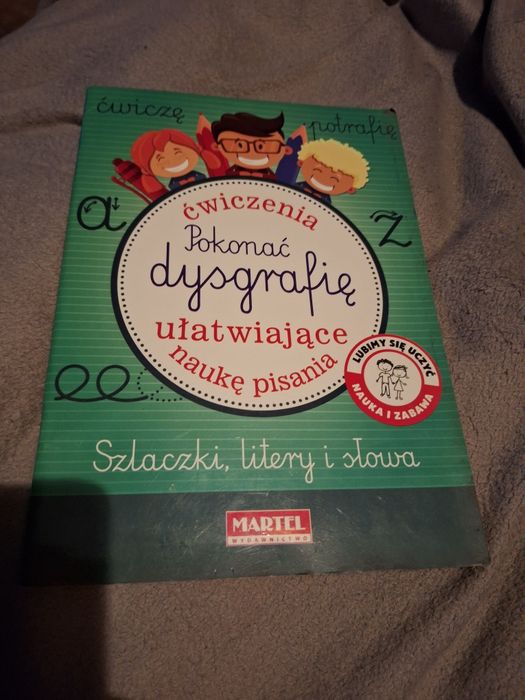 ćwiczę
potrafię
a
z
ćwiczenia
Pokonać
dysgrafię
ułatwiające
naukę pisania
LUBIMY SIĘ UCZYĆ
NAUKA I ZABAWA
Szlaczki, litery i słowa
MARTEL
WYDAWNICTWO